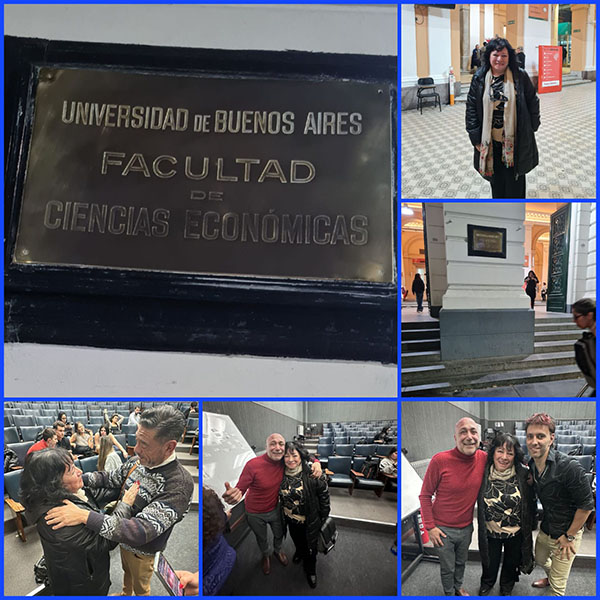 UNIVERSIDAD DE BUENOS AIRES
FACULTAD
DE
CIENCIAS ECONÓMICAS